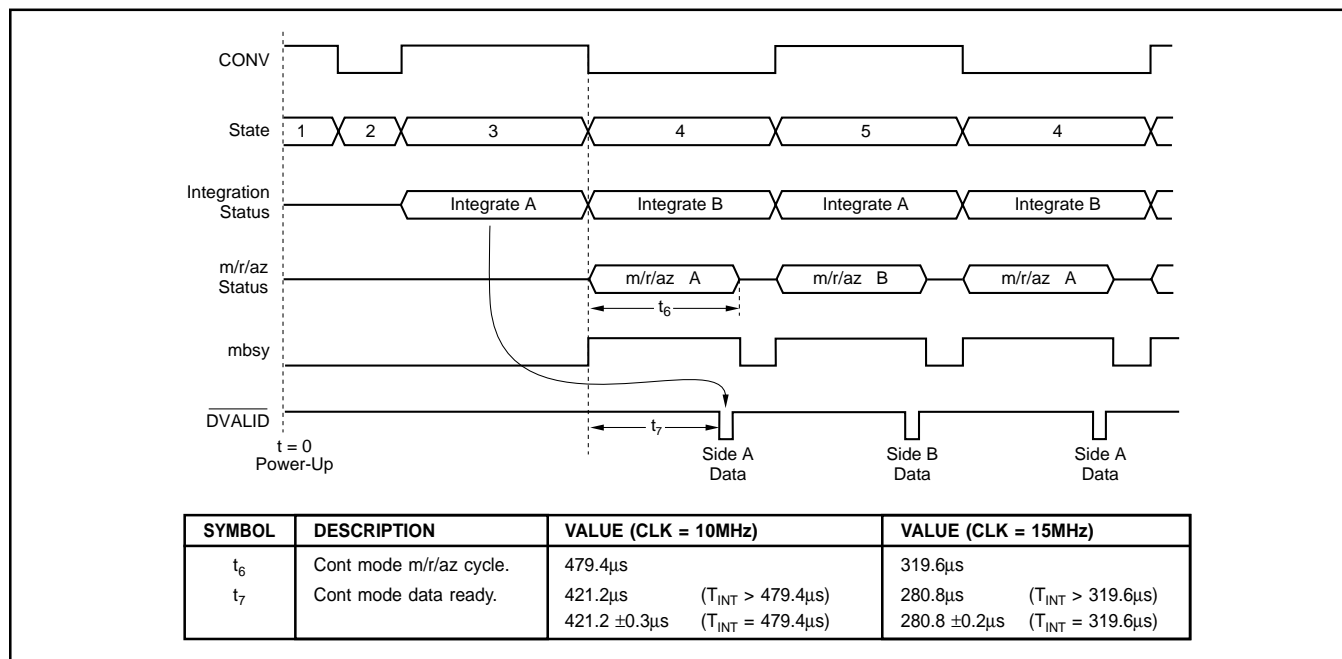 CONV
State 1 2 3 4 5 4
Integration
Status Integrate A Integrate B Integrate A Integrate B
m/r/az
Status m/r/az A m/r/az B m/r/az A
t6
mbsy
DVALID
t7
t = 0
Power-Up
Side A
Data
Side B
Data
Side A
Data
SYMBOL DESCRIPTION VALUE (CLK = 10MHz) VALUE (CLK = 15MHz)
t6 Cont mode m/r/az cycle. 479.4µs 319.6µs
t7 Cont mode data ready. 421.2µs (TINT > 479.4µs) 280.8µs (TINT > 319.6µs)
421.2 ±0.3µs (TINT = 479.4µs) 280.8 ±0.2µs (TINT = 319.6µs)